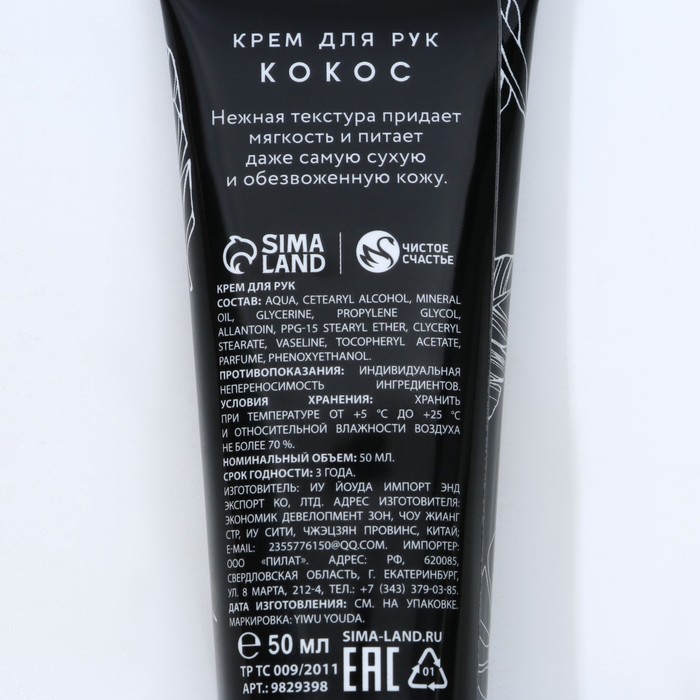 КРЕМ ДЛЯ РУК
КОКОС
Нежная текстура придает
мягкость и питает
даже самую сухую
и обезвоженную кожу.
SIMA LAND
ЧИСТОЕ СЧАСТЬЕ
КРЕМ ДЛЯ РУК
СОСТАВ: AQUA, CETEARYL ALCOHOL, MINERAL
OIL, GLYCERINE, PROPYLENE GLYCOL,
ALLANTOIN, PPG-15 STEARYL ETHER, GLYCERYL
STEARATE, VASELINE, TOCOPHERYL ACETATE,
PARFUME, PHENOXYETHANOL.
ПРОТИВОПОКАЗАНИЯ: ИНДИВИДУАЛЬНАЯ
НЕПЕРЕНОСИМОСТЬ ИНГРЕДИЕНТОВ.
УСЛОВИЯ ХРАНЕНИЯ: ХРАНИТЬ
ПРИ ТЕМПЕРАТУРЕ ОТ +5 °С ДО +25 °С
И ОТНОСИТЕЛЬНОЙ ВЛАЖНОСТИ ВОЗДУХА
НЕ БОЛЕЕ 70 %.
НОМИНАЛЬНЫЙ ОБЪЕМ: 50 МЛ.
СРОК ГОДНОСТИ: 3 ГОДА.
ИЗГОТОВИТЕЛЬ: ИУ ЙОУДА ИМПОРТ ЭНД
ЭКСПОРТ КО, ЛТД. АДРЕС ИЗГОТОВИТЕЛЯ:
ЭКОНОМИК ДЕВЕЛОПМЕНТ ЗОН, ЧОУ ЖИАНГ
СТР, ИУ СИТИ, ЧЖЭЦЗЯН ПРОВИНС, КИТАЙ;
E-MAIL: 2355776150@QQ.COM. ИМПОРТЕР:
ООО «ПИЛАТ». АДРЕС: РФ, 620085,
СВЕРДЛОВСКАЯ ОБЛАСТЬ, Г. ЕКАТЕРИНБУРГ,
УЛ. 8 МАРТА, 212-4, ТЕЛ.: +7 (343) 379-03-85.
ДАТА ИЗГОТОВЛЕНИЯ: СМ. НА УПАКОВКЕ.
МАРКИРОВКА: YIWU YOUDA.
℮ 50 МЛ SIMA-LAND.RU
ТР ТС 009/2011 ЕАС 01
АРТ.: 9829398